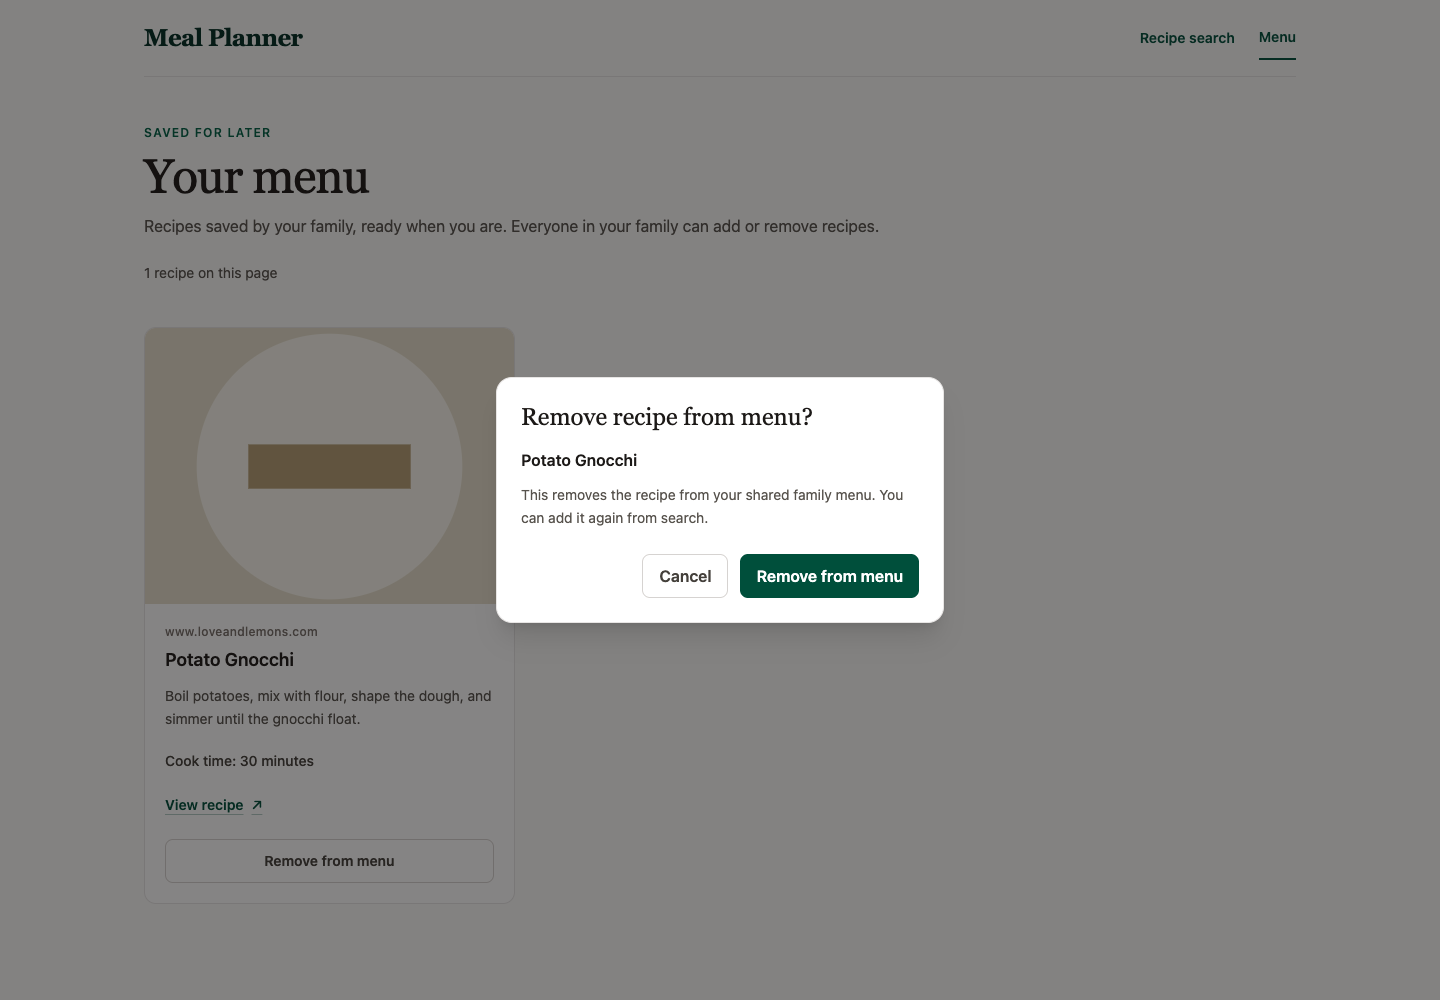 Meal Planner
Recipe search
Menu
SAVED FOR LATER
Your menu
Recipes saved by your family, ready when you are. Everyone in your family can add or remove recipes.
1 recipe on this page
Remove recipe from menu?
Potato Gnocchi
This removes the recipe from your shared family menu. You
can add it again from search.
Cancel
Remove from menu
www.loveandlemons.com
Potato Gnocchi
Boil potatoes, mix with flour, shape the dough, and
simmer until the gnocchi float.
Cook time: 30 minutes
View recipe ↗
Remove from menu